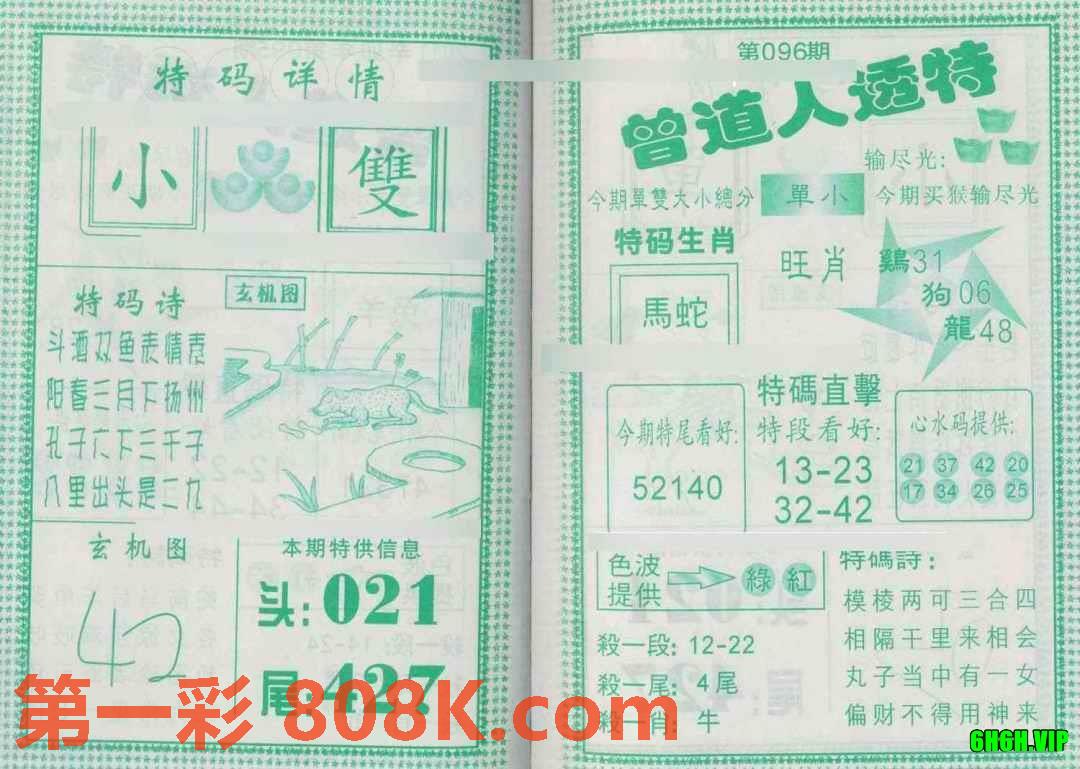 特码详情
小
雙
特码诗
斗酒双鱼表情表
阳春三月下扬州
孔子门下三千子
八里出头是二九
玄机图
玄机图
42
本期特供信息
头:021
尾:427
第096期
曾道人透特
输尽光:
今期單雙大小總分
單小
今期买猴输尽光
特码生肖
馬蛇
旺肖
鷄31
狗06
龍48
今期特尾看好:
52140
特碼直擊
特段看好:
13-23
32-42
心水码提供:
21 37 42 20
17 34 26 25
色波
提供
綠 紅
殺一段: 12-22
殺一尾: 4尾
殺一肖: 牛
特碼詩:
模棱两可三合四
相隔千里来相会
丸子当中有一女
偏财不得用神来
第一彩 808K.com
6H6H.VIP